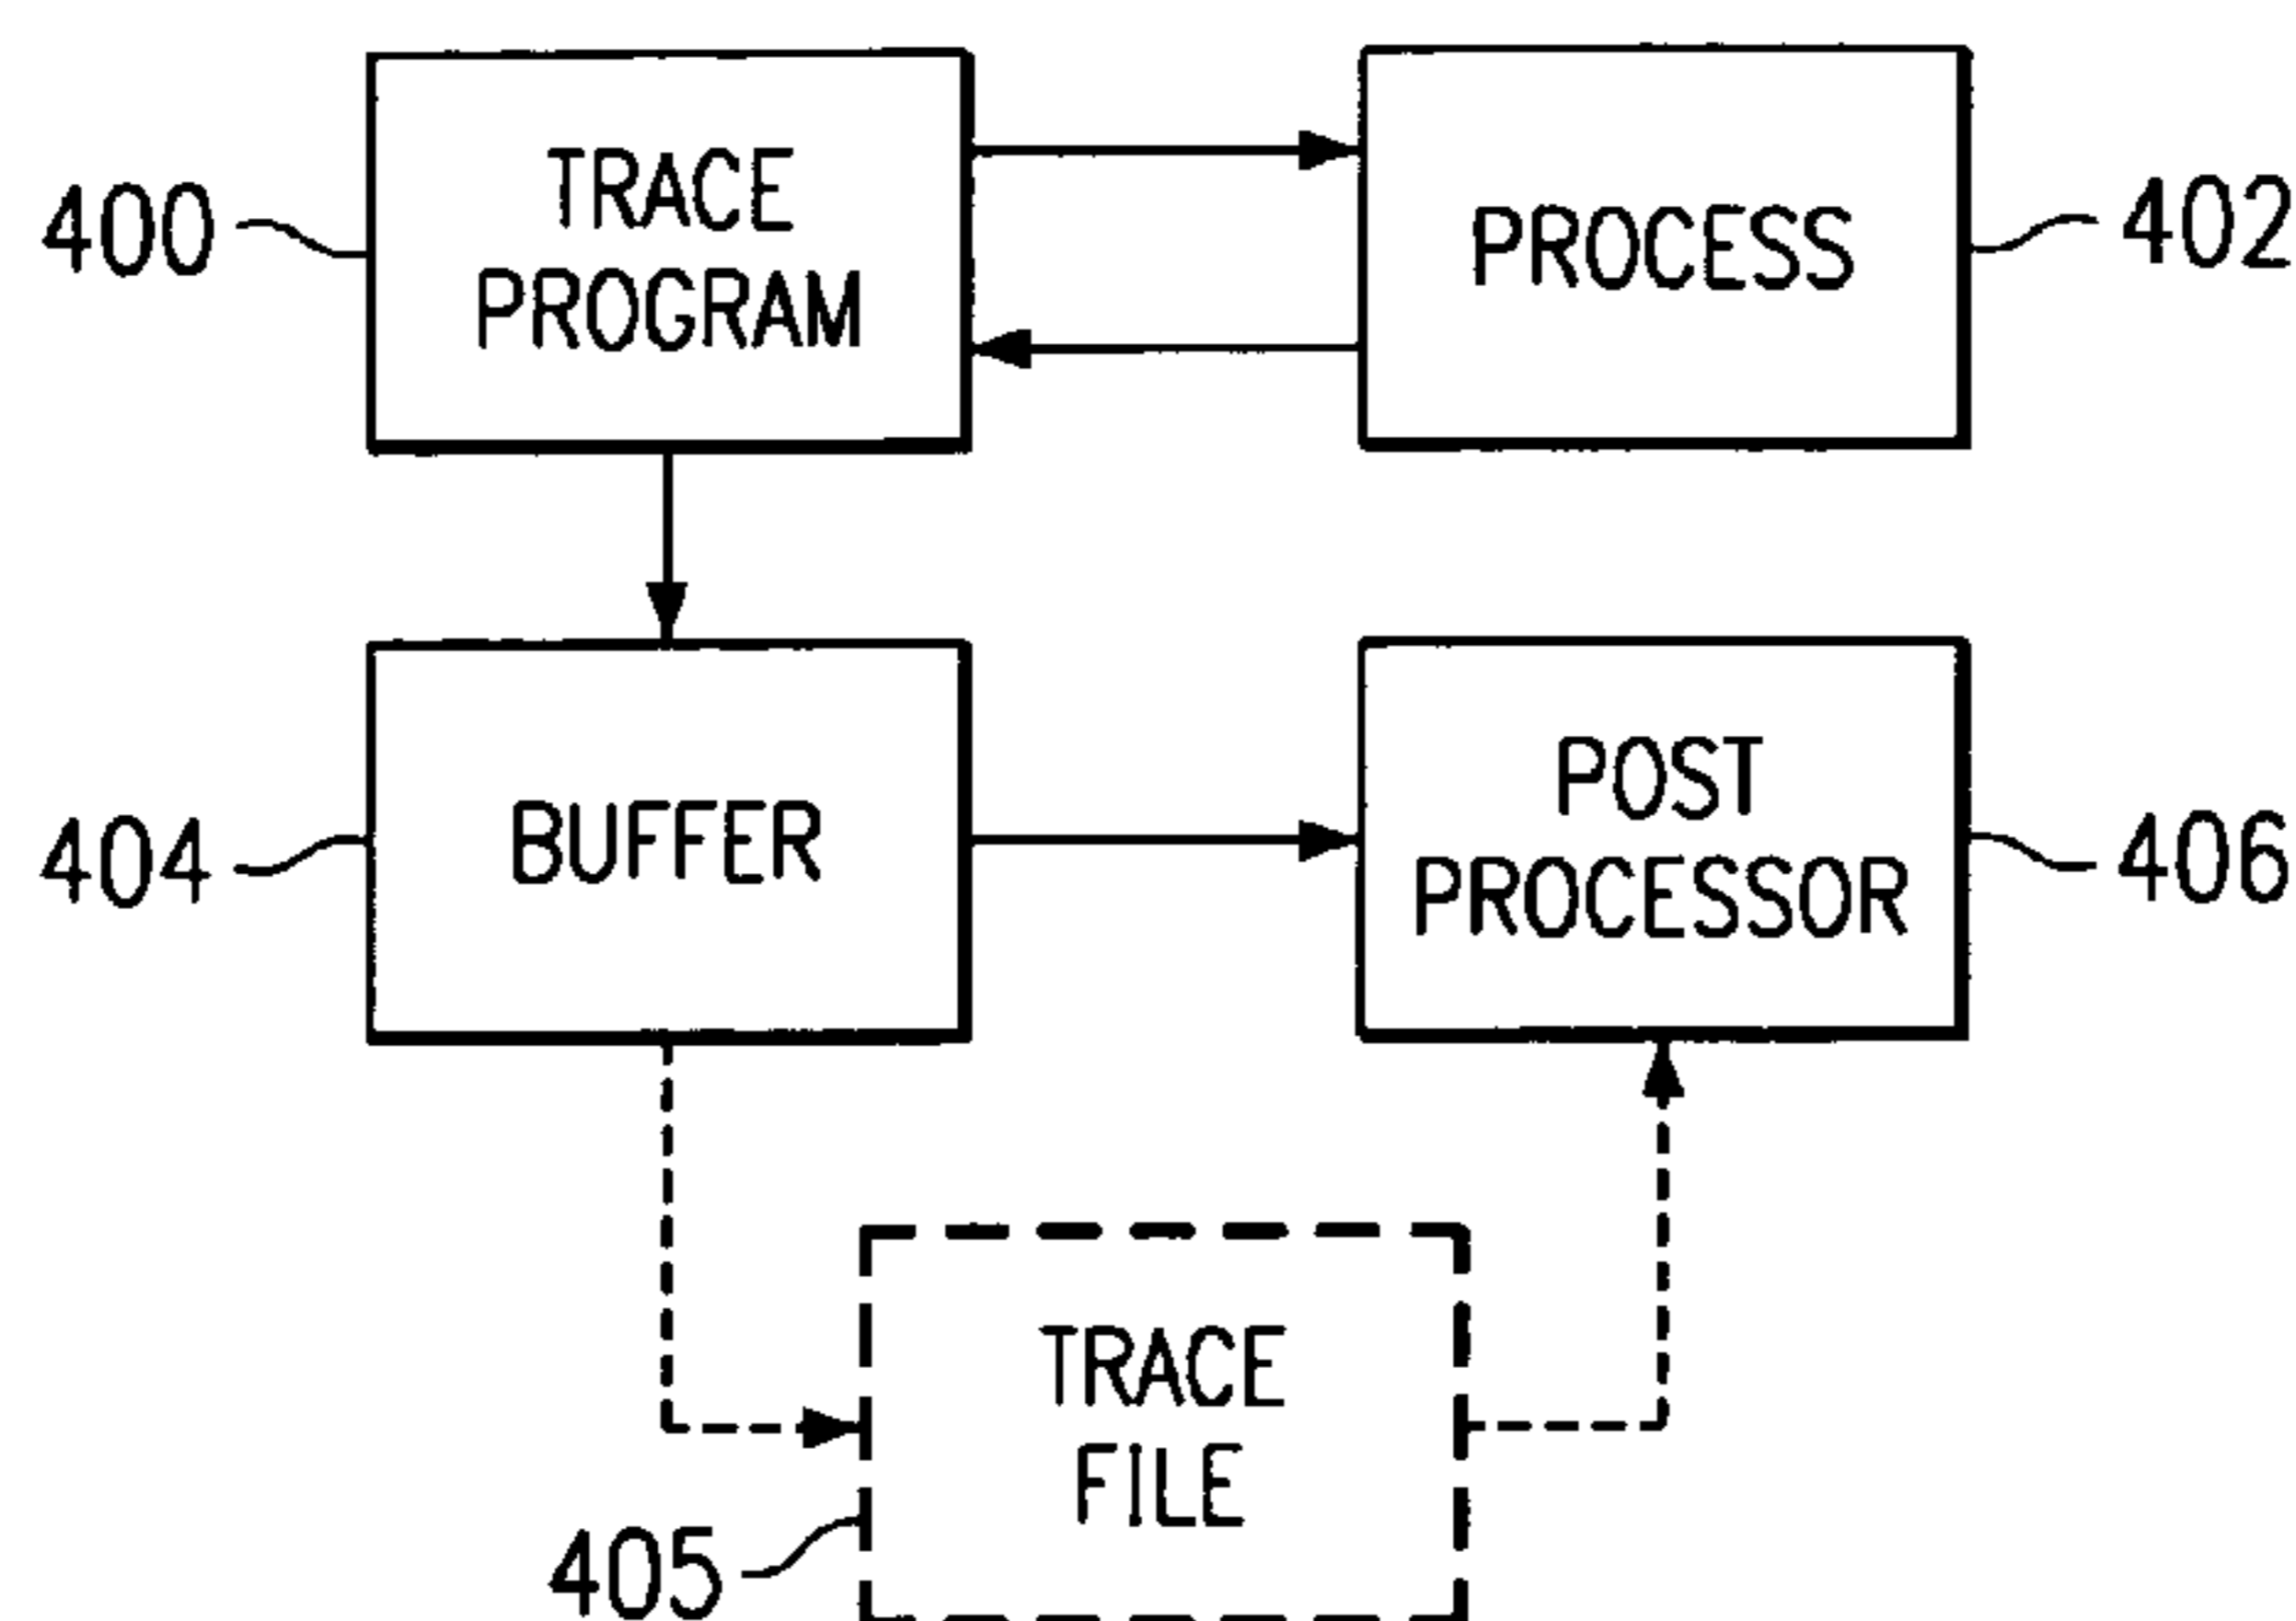 400
TRACE
PROGRAM
PROCESS
402
404
BUFFER
POST
PROCESSOR
406
TRACE
FILE
405